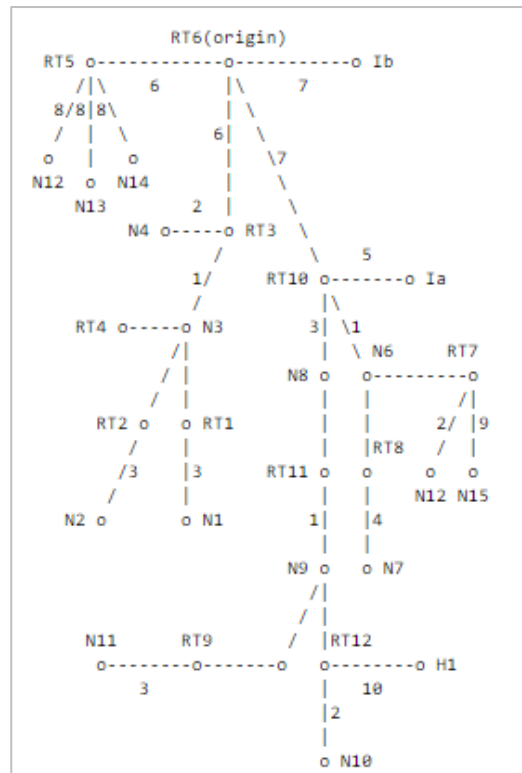 RT6(origin)
RT5 o------------o-----------o Ib
/|\    6      |\     7
8/8|8\        | \
/  |  \      6|  \
o   |   o      |   \7
N12  o  N14     |    \
N13    2  |     \
N4 o-----o RT3   \
/         \    5
1/     RT10 o-------o Ia
/           |\
RT4 o-----o N3      3| \1
/|           |  \ N6     RT7
/ |        N8 o   o---------o
/  |           |   |        /|
RT2 o   o RT1       |   |      2/ |9
/    |           |   |RT8   /  |
/3    |3     RT11 o   o     o   o
/      |           |   |    N12 N15
N2 o       o N1       1|   |4
|   |
N9 o   o N7
/|
/ |
N11      RT9        /  |RT12
o--------o-------o   o--------o H1
3                |   10
|2
|
o N10